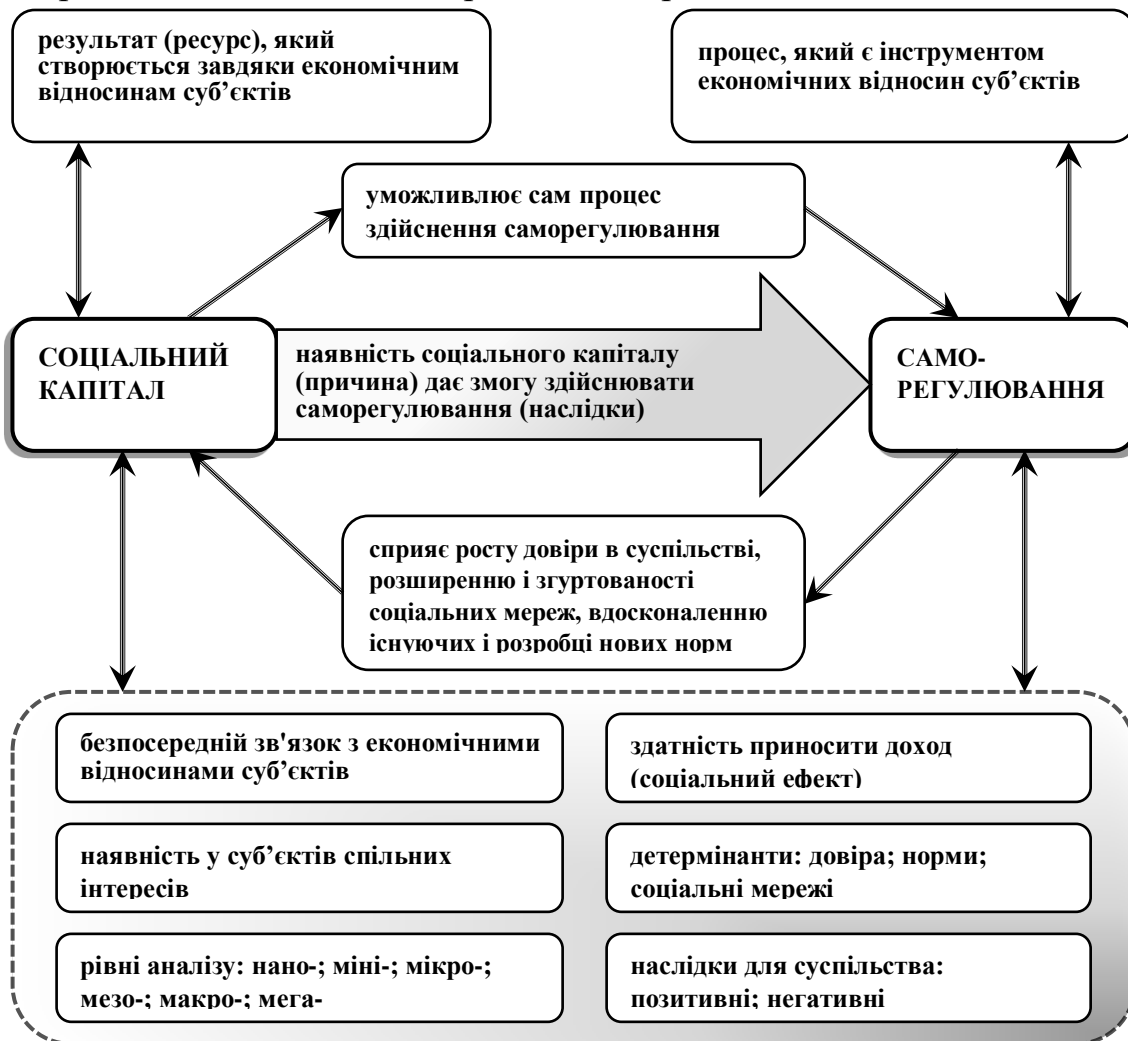 результат (ресурс), який
створюється завдяки економічним
відносинам суб’єктів
процес, який є інструментом
економічних відносин суб’єктів
уможливлює сам процес
здійснення саморегулювання
СОЦІАЛЬНИЙ
КАПІТАЛ
наявність соціального капіталу
(причина) дає змогу здійснювати
саморегулювання (наслідки)
САМО-
РЕГУЛЮВАННЯ
сприяє росту довіри в суспільстві,
розширенню і згуртованості
соціальних мереж, вдосконаленню
існуючих і розробці нових норм
безпосередній зв'язок з економічними
відносинами суб’єктів
здатність приносити доход
(соціальний ефект)
наявність у суб’єктів спільних
інтересів
детермінанти: довіра; норми;
соціальні мережі
рівні аналізу: нано-; міні-; мікро-;
мезо-; макро-; мега-
наслідки для суспільства:
позитивні; негативні